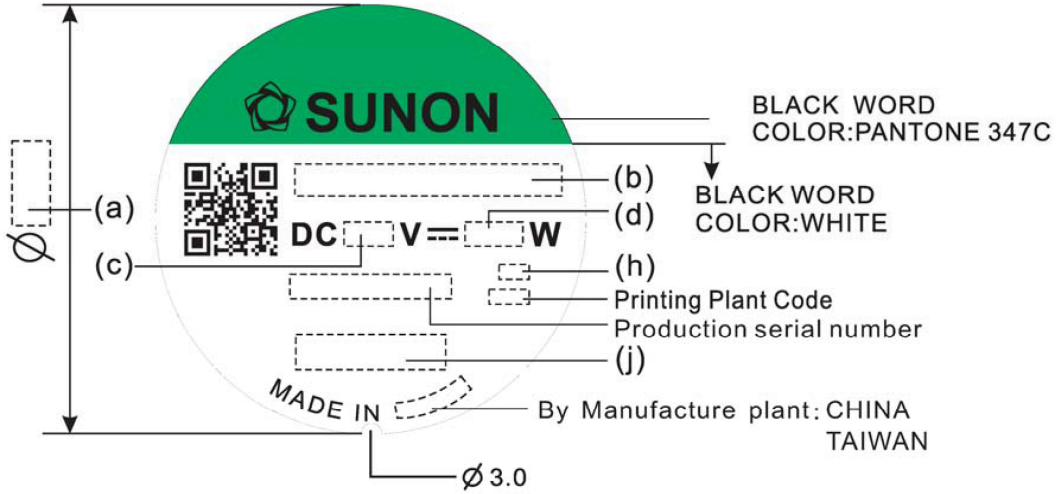 SUNON
BLACK WORD
COLOR:PANTONE 347C
BLACK WORD
COLOR:WHITE
(a)
(b)
DC V W
(d)
(c)
(h)
Printing Plant Code
Production serial number
(j)
MADE IN
By Manufacture plant: CHINA
TAIWAN
Ø
Ø 3.0